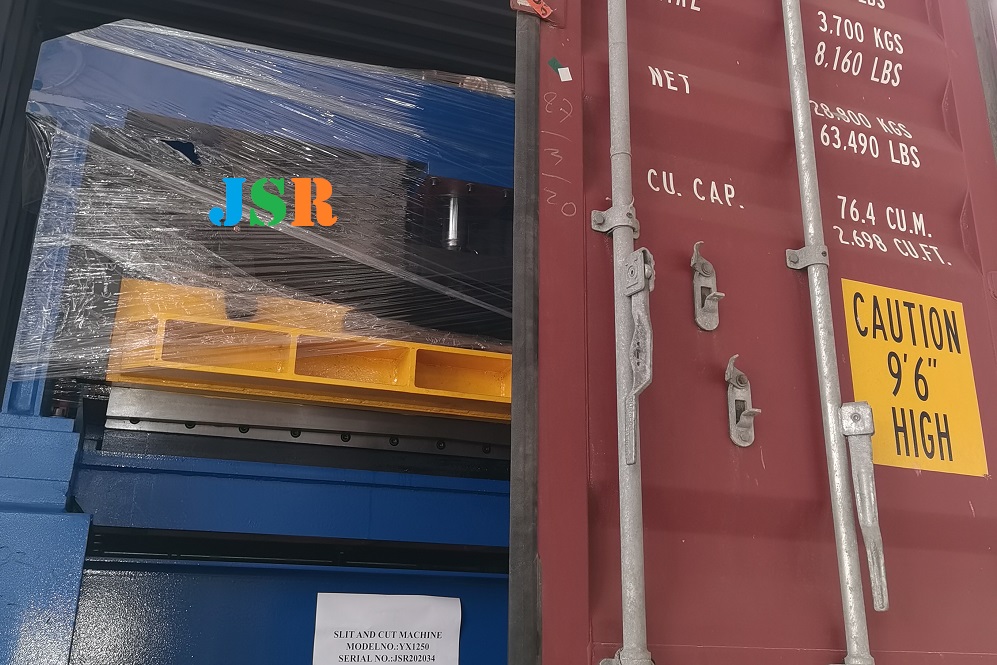 JSR
SLIT AND CUT MACHINE
MODELNO.:YX1250
SERIAL NO.:JSR202034
LBS
3.700 KGS
8,160 LBS
NET
28.800 KGS
63.490 LBS
CU. CAP.
76.4 CU.M.
2.698 CU.FT.
CAUTION
9'6"
HIGH